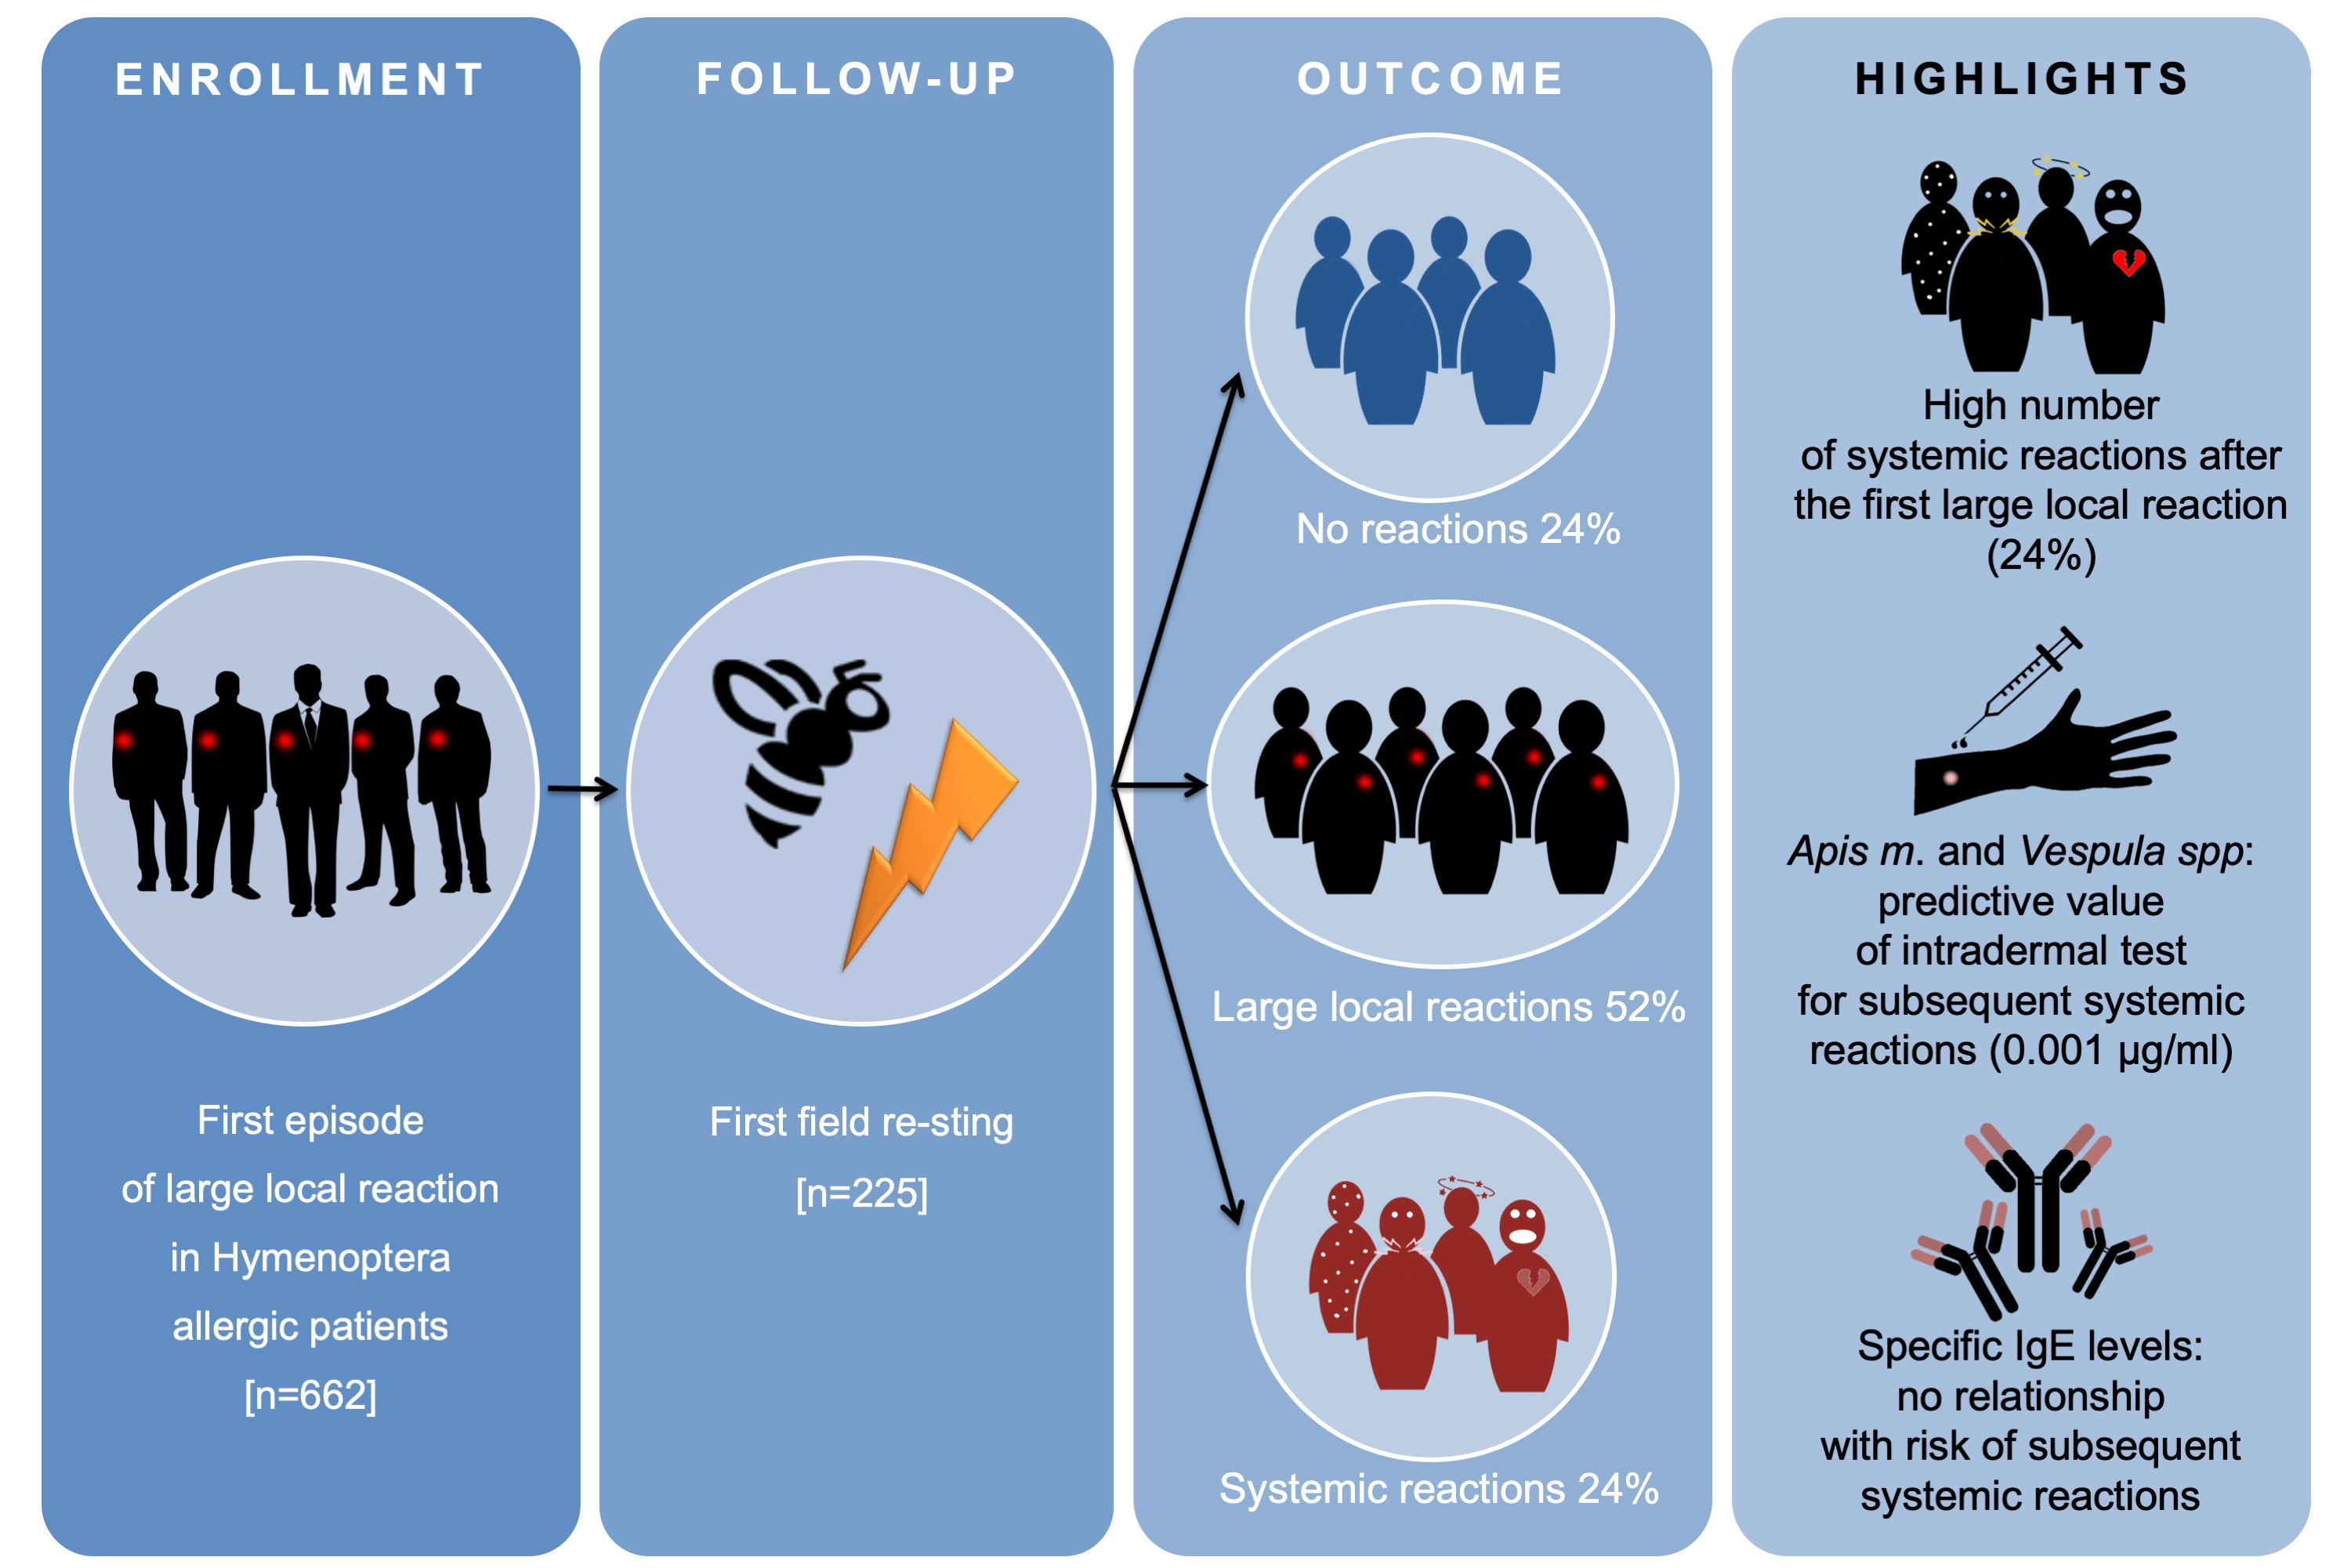 ENROLLMENT
First episode
of large local reaction
in Hymenoptera
allergic patients
[n=662]
FOLLOW-UP
First field re-sting
[n=225]
OUTCOME
No reactions 24%
Large local reactions 52%
Systemic reactions 24%
HIGHLIGHTS
High number
of systemic reactions after
the first large local reaction
(24%)
Apis m. and Vespula spp:
predictive value
of intradermal test
for subsequent systemic
reactions (0.001 µg/ml)
Specific IgE levels:
no relationship
with risk of subsequent
systemic reactions